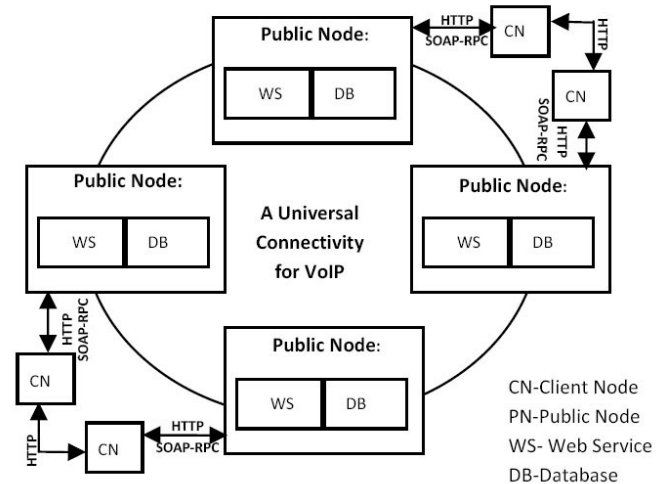 Public Node:
WS
DB
HTTP
SOAP-RPC
CN
HTTP
CN
HTTP
SOAP-RPC
Public Node:
WS
DB
A Universal
Connectivity
for VoIP
Public Node:
WS
DB
HTTP
SOAP-RPC
CN
HTTP
CN
HTTP
SOAP-RPC
Public Node:
WS
DB
CN-Client Node
PN-Public Node
WS- Web Service
DB-Database